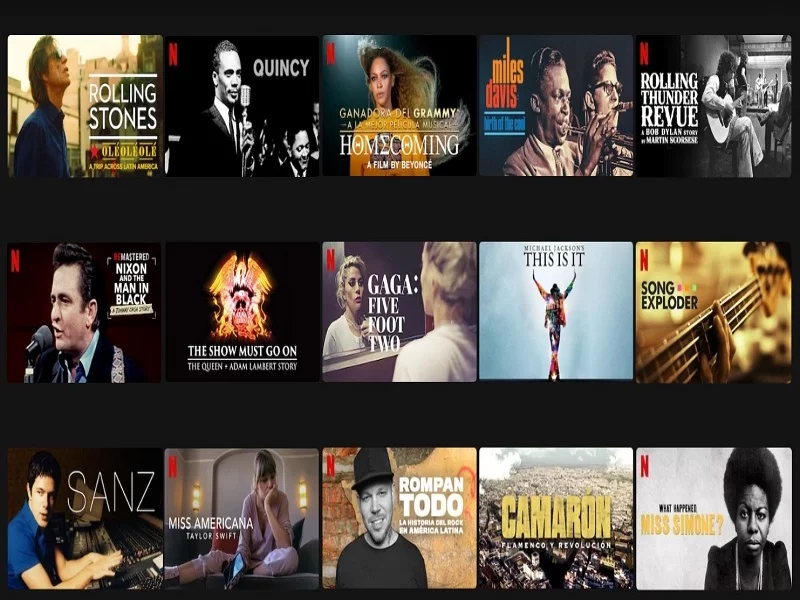 ROLLING
STONES
OLÉOLÉOLÉ
A TRIP ACROSS LATIN AMERICA
N
QUINCY
N
GANADORA DEL GRAMMY
A LA MEJOR PELÍCULA MUSICAL
HOMΣCOMING
A FILM BY BEYONCÉ
miles
davis
birth of the cool
N
ROLLING
THUNDER
REVUE
A BOB DYLAN STORY
BY MARTIN SCORSESE
N
REMASTERED
NIXON
AND THE
MAN IN
BLACK
A JOHNNY CASH STORY
THE SHOW MUST GO ON
THE QUEEN + ADAM LAMBERT STORY
N
GAGA:
FIVE
FOOT
TWO
MICHAEL JACKSON'S
THIS IS IT
N
SONG
EXPLODER
SANZ
N
MISS AMERICANA
TAYLOR SWIFT
N
ROMPAN
TODO
LA HISTORIA DEL ROCK
EN AMÉRICA LATINA
CAMARÓN
FLAMENCO Y REVOLUCIÓN
N
WHAT HAPPENED,
MISS SIMONE?